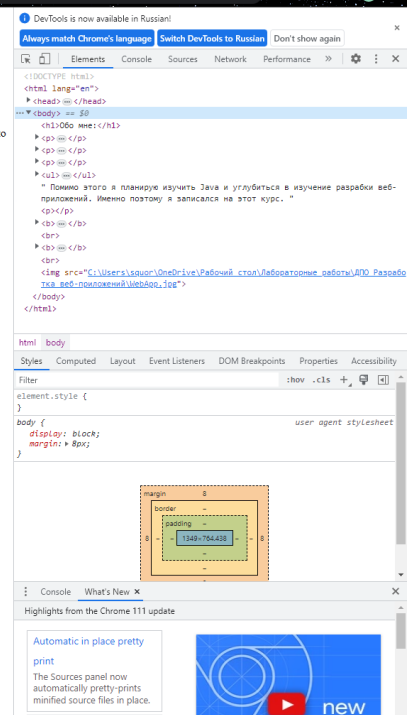 DevTools is now available in Russian!
Always match Chrome's language Switch DevTools to Russian Don't show again
Elements Console Sources Network Performance
<!DOCTYPE html>
<html lang="en">
<head> … </head>
<body> == $0
<h1>Обо мне:</h1>
<p> … </p>
<p> … </p>
<p> … </p>
<ul> … </ul>
" Помимо этого я планирую изучить Java и углубиться в изучение разрабки веб-
приложений. Именно поэтому я записался на этот курс. "
<p></p>
<b> … </b>
<br>
<b> … </b>
<br>
<img src="C:\Users\squor\OneDrive\Рабочий стол\Лабораторные работы\ДПО Разрабо
тка веб-приложений\WebApp.jpg">
</body>
</html>
html body
Styles Computed Layout Event Listeners DOM Breakpoints Properties Accessibility
Filter :hov .cls
element.style {
}
body { user agent stylesheet
display: block;
margin: 8px;
}
margin 8
border –
padding –
8 – – 1349×764.438 – – 8
–
–
Console What's New
Highlights from the Chrome 111 update
Automatic in place pretty
print
The Sources panel now
automatically pretty-prints
minified source files in place.
new